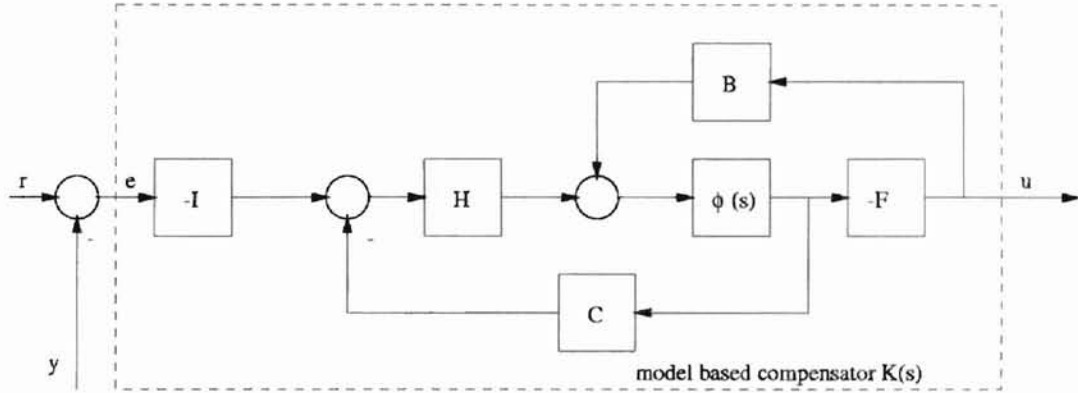 B
r
e
-I
H
ϕ (s)
-F
u
-
-
C
y
model based compensator K(s)